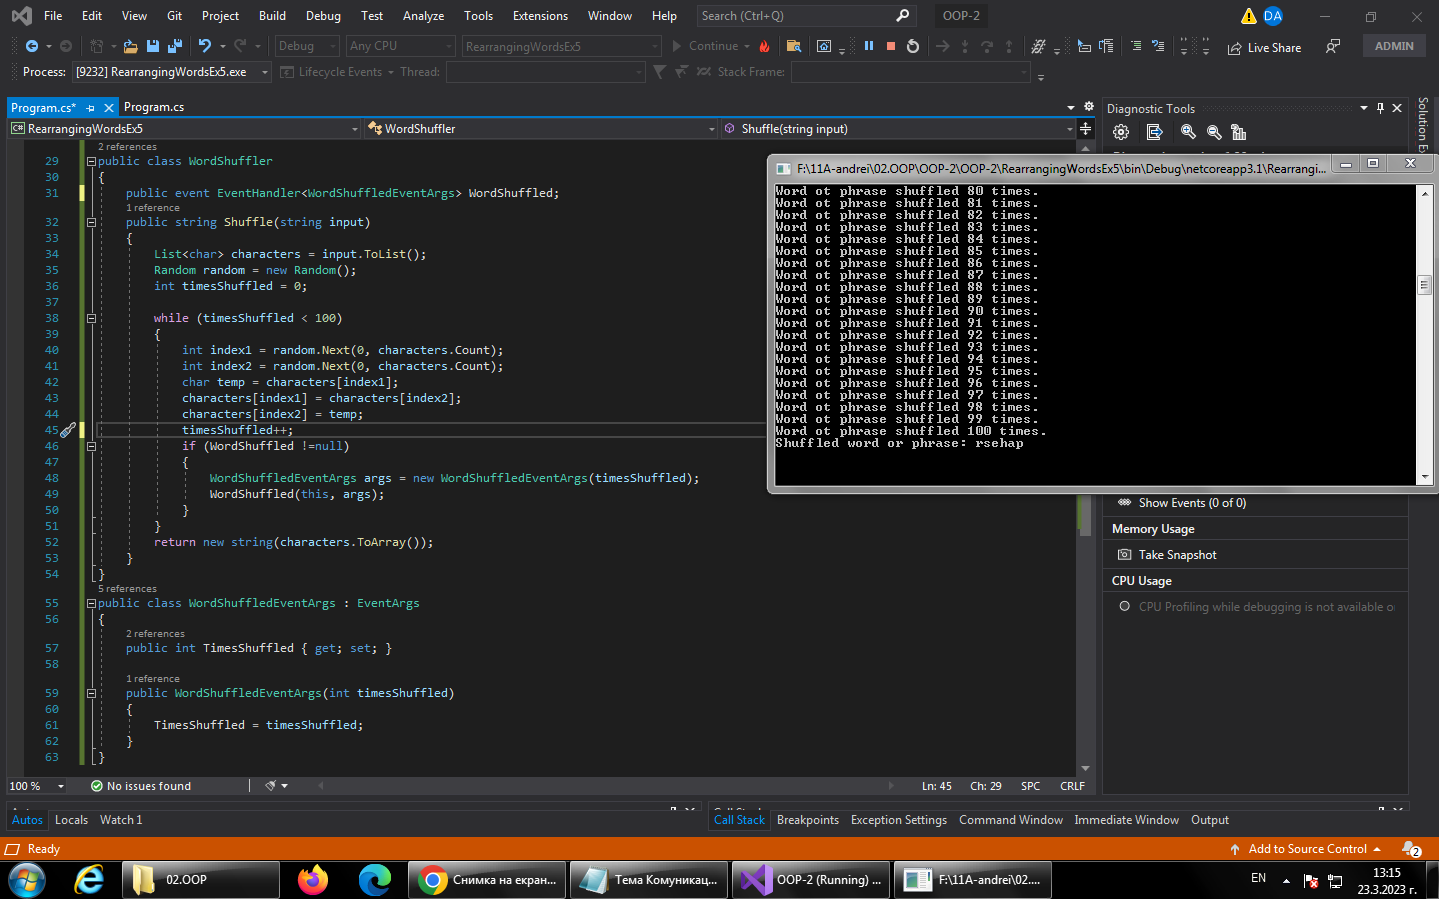 File Edit View Git Project Build Debug Test Analyze Tools Extensions Window Help Search (Ctrl+Q) OOP-2 DA
Debug Any CPU RearrangingWordsEx5 Continue Live Share ADMIN
Process: [9232] RearrangingWordsEx5.exe Lifecycle Events Thread: Stack Frame:
Program.cs* Program.cs
RearrangingWordsEx5 WordShuffler Shuffle(string input)
2 references
29 public class WordShuffler
30 {
31 public event EventHandler<WordShuffledEventArgs> WordShuffled;
1 reference
32 public string Shuffle(string input)
33 {
34 List<char> characters = input.ToList();
35 Random random = new Random();
36 int timesShuffled = 0;
37
38 while (timesShuffled < 100)
39 {
40 int index1 = random.Next(0, characters.Count);
41 int index2 = random.Next(0, characters.Count);
42 char temp = characters[index1];
43 characters[index1] = characters[index2];
44 characters[index2] = temp;
45 timesShuffled++;
46 if (WordShuffled !=null)
47 {
48 WordShuffledEventArgs args = new WordShuffledEventArgs(timesShuffled);
49 WordShuffled(this, args);
50 }
51 }
52 return new string(characters.ToArray());
53 }
54 }
5 references
55 public class WordShuffledEventArgs : EventArgs
56 {
2 references
57 public int TimesShuffled { get; set; }
58
1 reference
59 public WordShuffledEventArgs(int timesShuffled)
60 {
61 TimesShuffled = timesShuffled;
62 }
63 }
Diagnostic Tools
Solution Ex
F:\11A-andrei\02.OOP\OOP-2\OOP-2\RearrangingWordsEx5\bin\Debug\netcoreapp3.1\Rearrangi...
Word ot phrase shuffled 80 times.
Word ot phrase shuffled 81 times.
Word ot phrase shuffled 82 times.
Word ot phrase shuffled 83 times.
Word ot phrase shuffled 84 times.
Word ot phrase shuffled 85 times.
Word ot phrase shuffled 86 times.
Word ot phrase shuffled 87 times.
Word ot phrase shuffled 88 times.
Word ot phrase shuffled 89 times.
Word ot phrase shuffled 90 times.
Word ot phrase shuffled 91 times.
Word ot phrase shuffled 92 times.
Word ot phrase shuffled 93 times.
Word ot phrase shuffled 94 times.
Word ot phrase shuffled 95 times.
Word ot phrase shuffled 96 times.
Word ot phrase shuffled 97 times.
Word ot phrase shuffled 98 times.
Word ot phrase shuffled 99 times.
Word ot phrase shuffled 100 times.
Shuffled word or phrase: rsehap
Show Events (0 of 0)
Memory Usage
Take Snapshot
CPU Usage
CPU Profiling while debugging is not available o
100 % No issues found Ln: 45 Ch: 29 SPC CRLF
Autos Locals Watch 1 Call Stack Breakpoints Exception Settings Command Window Immediate Window Output
Ready Add to Source Control 2
02.OOP Снимка на екран... Тема Комуникац... OOP-2 (Running) ... F:\11A-andrei\02.... EN 13:15
23.3.2023 г.